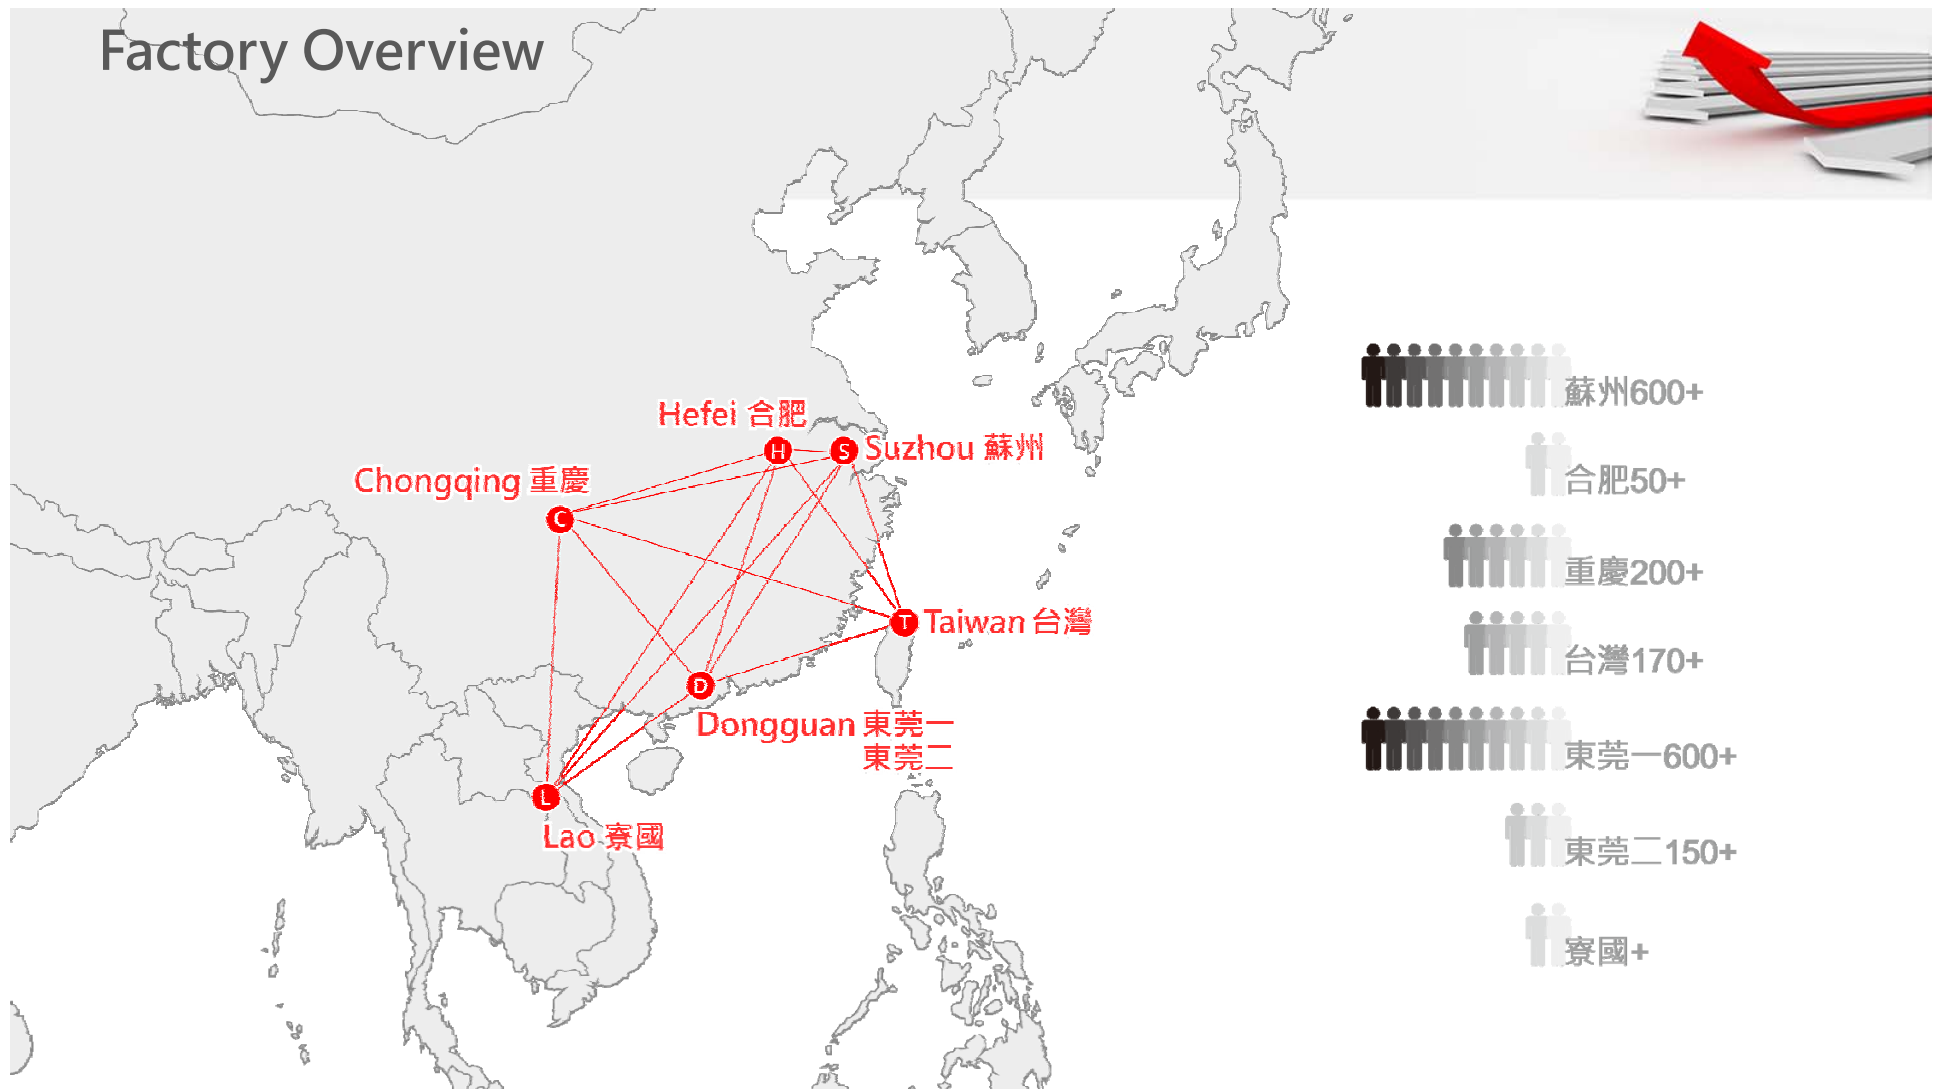 Factory Overview
Hefei 合肥
H
S
Suzhou 蘇州
Chongqing 重慶
C
T
Taiwan 台灣
D
Dongguan 東莞一
東莞二
L
Lao 寮國
蘇州600+
合肥50+
重慶200+
台灣170+
東莞一600+
東莞二150+
寮國+